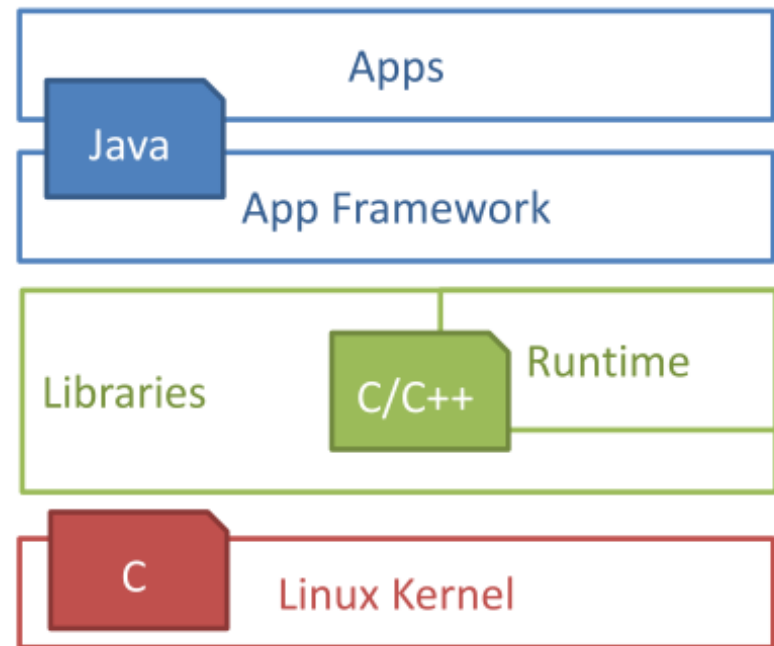 Apps
Java
App Framework
Libraries
C/C++
Runtime
C
Linux Kernel